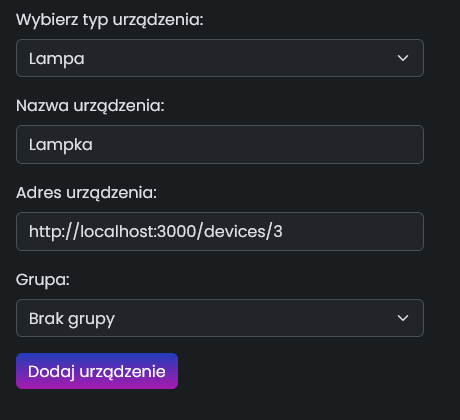 Wybierz typ urządzenia:
Lampa
Nazwa urządzenia:
Lampka
Adres urządzenia:
http://localhost:3000/devices/3
Grupa:
Brak grupy
Dodaj urządzenie